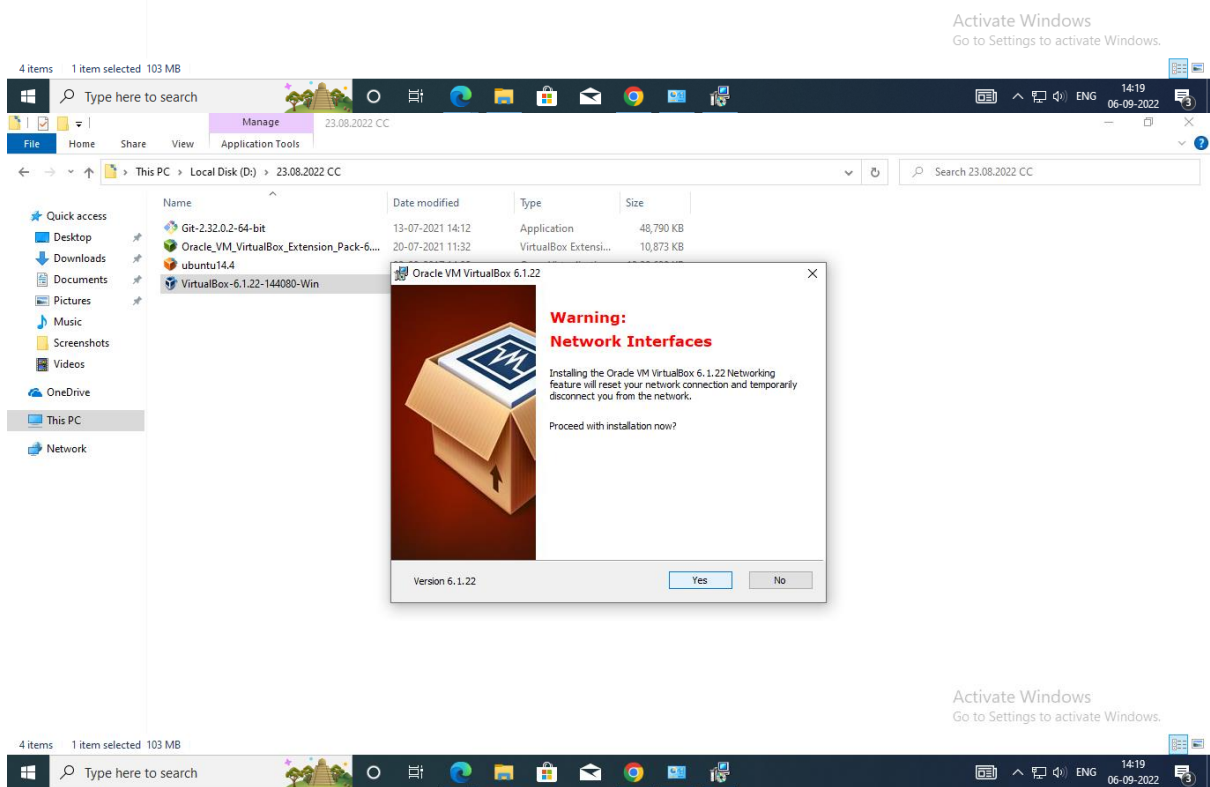 Activate Windows
Go to Settings to activate Windows.
4 items 1 item selected 103 MB
Type here to search
14:19
ENG
06-09-2022
3
Manage 23.08.2022 CC
File Home Share View Application Tools
This PC > Local Disk (D:) > 23.08.2022 CC
Search 23.08.2022 CC
Name Date modified Type Size
Quick access
Desktop
Downloads
Documents
Pictures
Music
Screenshots
Videos
OneDrive
This PC
Network
Git-2.32.0.2-64-bit 13-07-2021 14:12 Application 48,790 KB
Oracle_VM_VirtualBox_Extension_Pack-6.... 20-07-2021 11:32 VirtualBox Extensi... 10,873 KB
ubuntu14.4
VirtualBox-6.1.22-144080-Win
Oracle VM VirtualBox 6.1.22
Warning:
Network Interfaces
Installing the Oracle VM VirtualBox 6.1.22 Networking
feature will reset your network connection and temporarily
disconnect you from the network.
Proceed with installation now?
Version 6.1.22
Yes No
Activate Windows
Go to Settings to activate Windows.
4 items 1 item selected 103 MB
Type here to search
14:19
ENG
06-09-2022
3